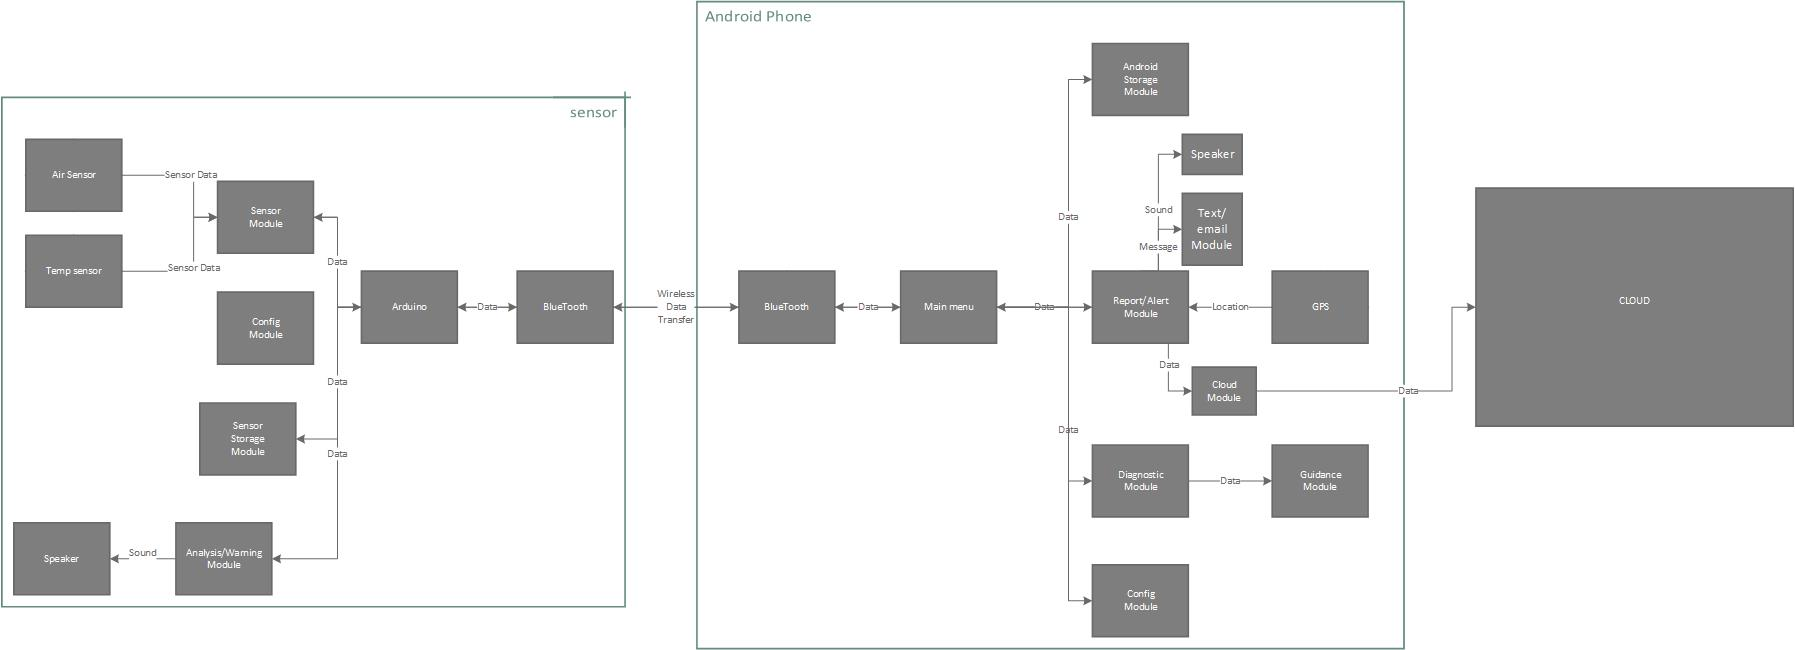 Android Phone
sensor
Air Sensor
Sensor Data
Sensor
Module
Temp sensor
Sensor Data
Data
Config
Module
Arduino
Data
BlueTooth
Data
Sensor
Storage
Module
Data
Speaker
Sound
Analysis/Warning
Module
Wireless
Data
Transfer
BlueTooth
Data
Main menu
Data
Android
Storage
Module
Data
Speaker
Sound
Text/
email
Module
Message
Report/Alert
Module
Location
GPS
Data
Cloud
Module
Data
CLOUD
Data
Diagnostic
Module
Data
Guidance
Module
Config
Module